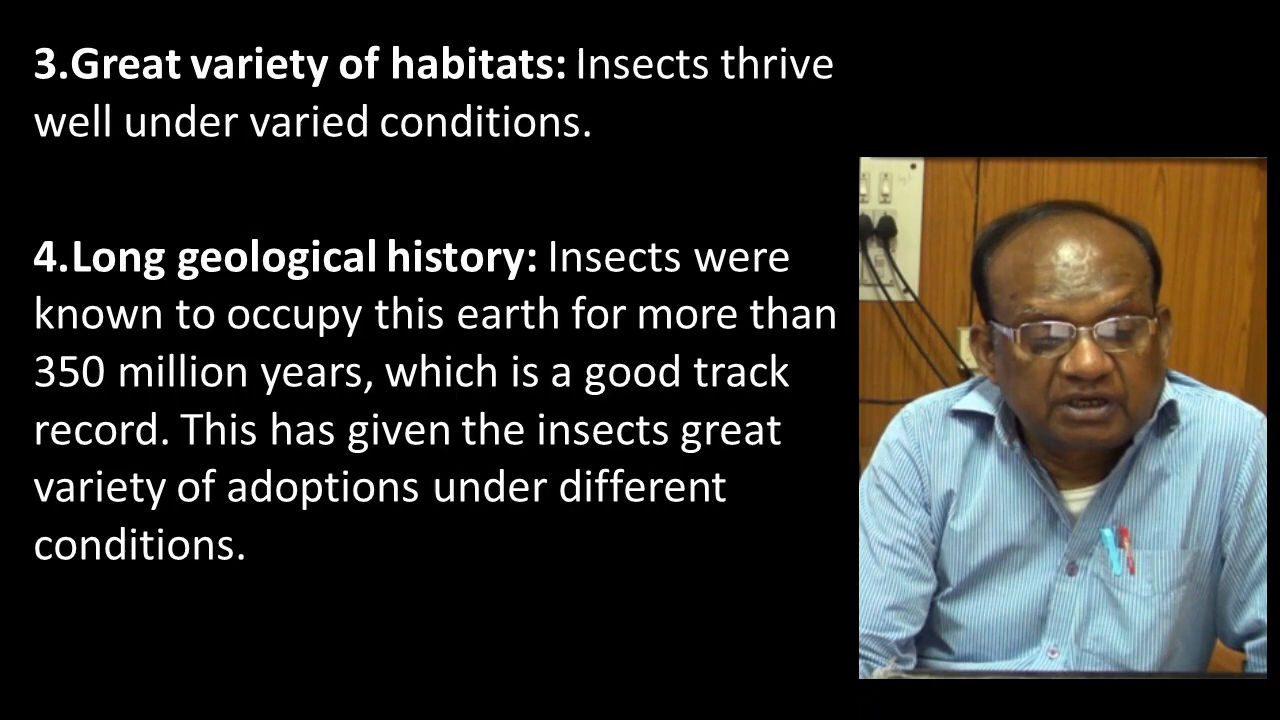 3.Great variety of habitats: Insects thrive
well under varied conditions.
4.Long geological history: Insects were
known to occupy this earth for more than
350 million years, which is a good track
record. This has given the insects great
variety of adoptions under different
conditions.